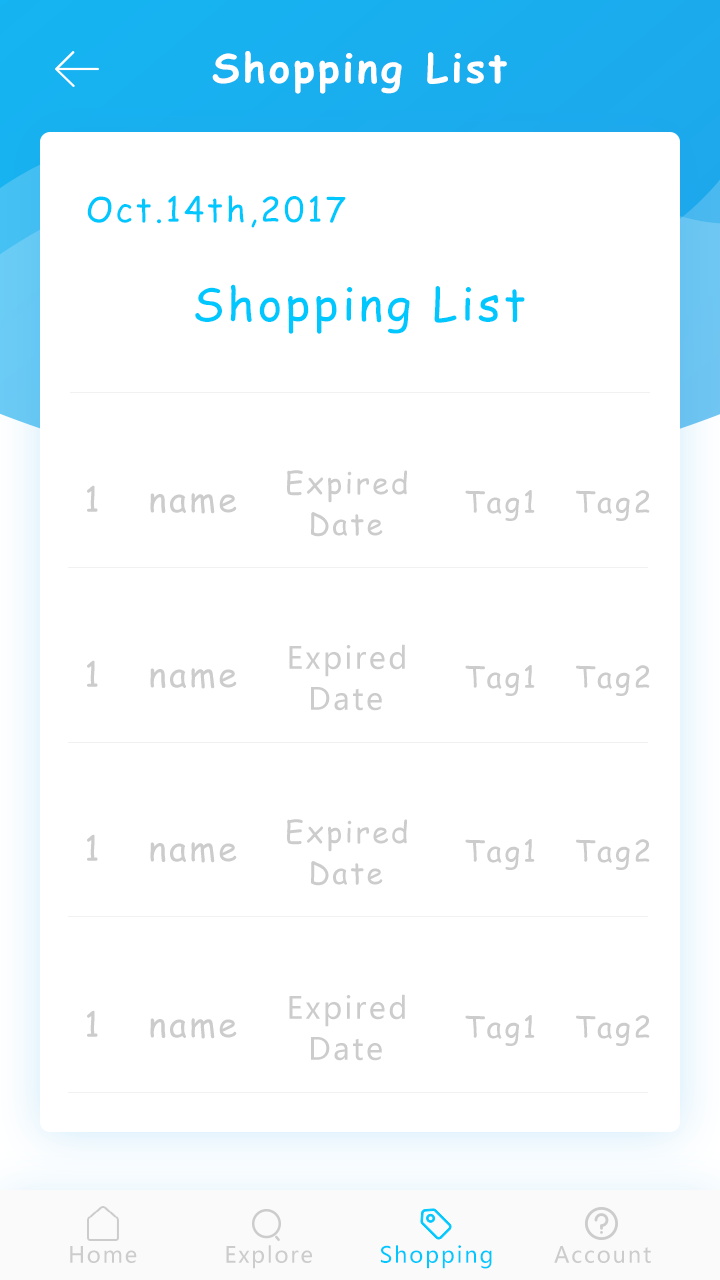 Shopping List
Oct.14th,2017
Shopping List
1 name Expired Date Tag1 Tag2
1 name Expired Date Tag1 Tag2
1 name Expired Date Tag1 Tag2
1 name Expired Date Tag1 Tag2
Home Explore Shopping Account